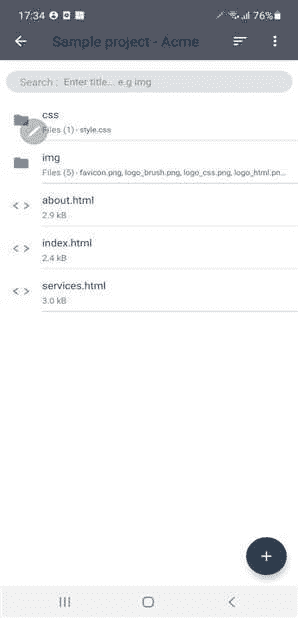 17:34 76%
Sample project - Acme
Search : Enter title... e.g img
css
Files (1) - style.css
img
Files (5) - favicon.png, logo_brush.png, logo_css.png, logo_html.pn...
about.html
2.9 kB
index.html
2.4 kB
services.html
3.0 kB